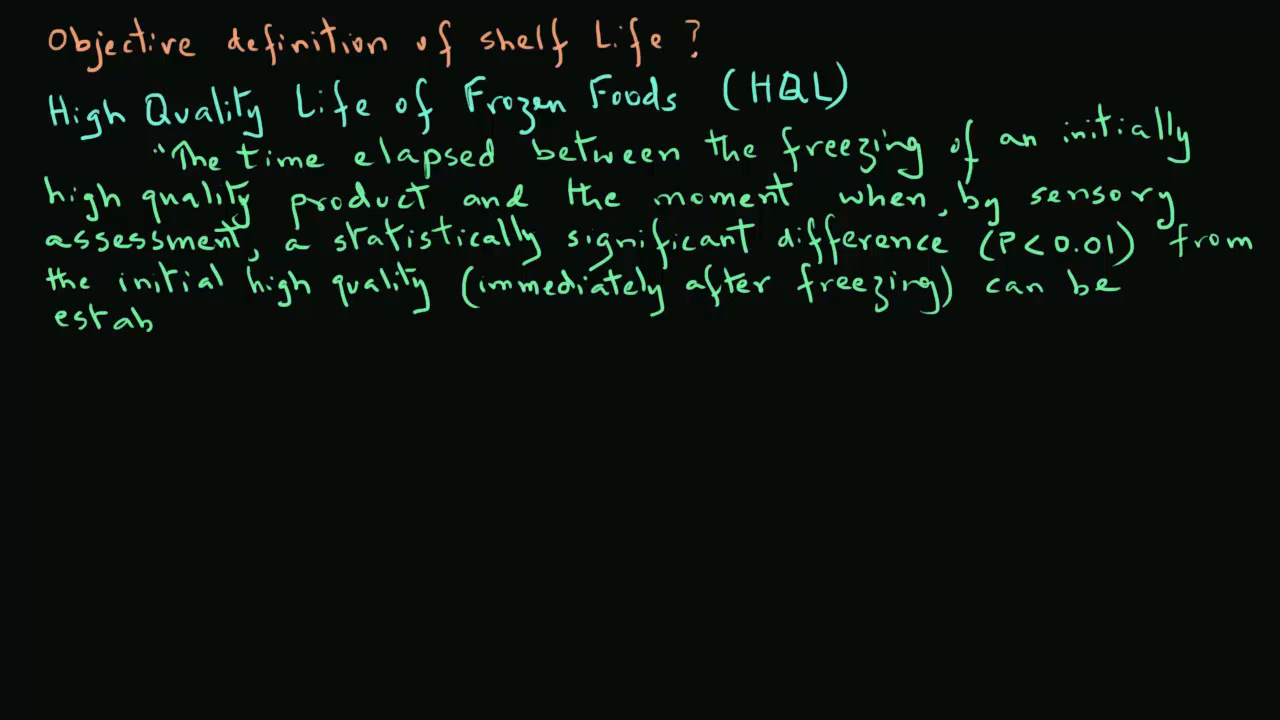 Objective definition of shelf Life ?
High Quality Life of Frozen Foods (HQL)
"The time elapsed between the freezing of an initially
high quality product and the moment when, by sensory
assessment, a statistically significant difference (P<0.01) from
the initial high quality (immediately after freezing) can be
estab